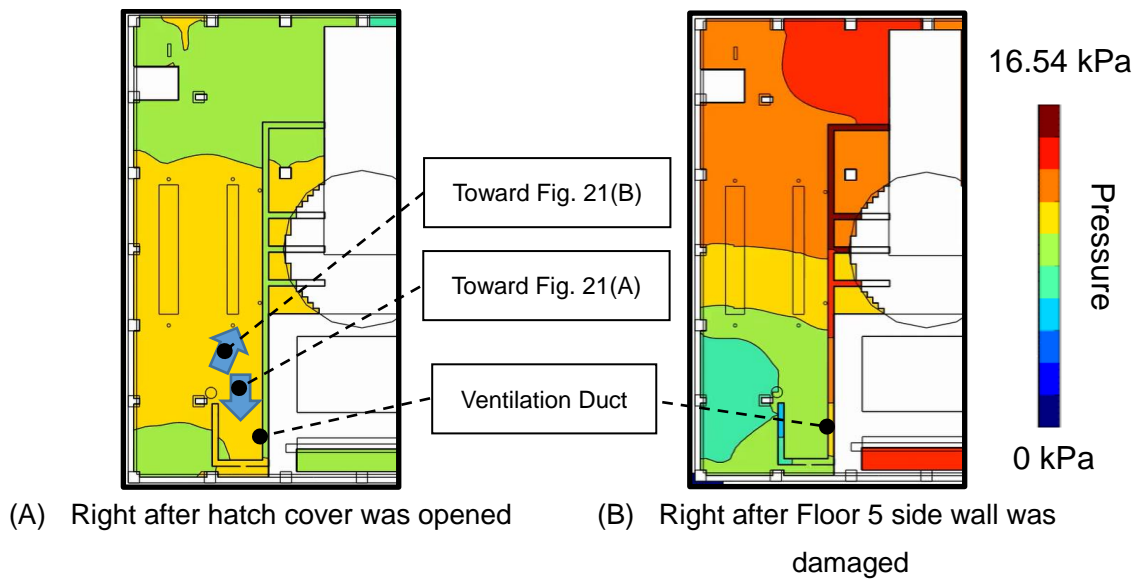 16.54 kPa
Toward Fig. 21(B)
Toward Fig. 21(A)
Ventilation Duct
Pressure
0 kPa
(A) Right after hatch cover was opened
(B) Right after Floor 5 side wall was
damaged